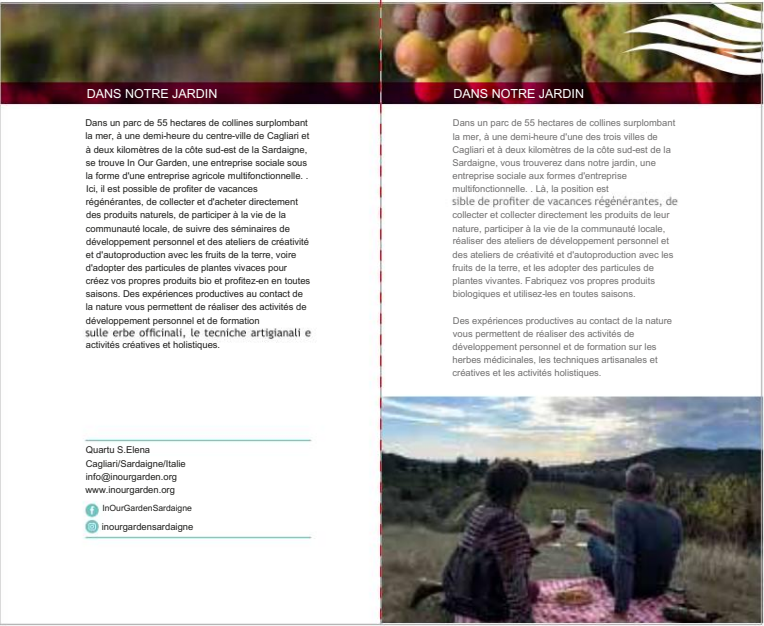 DANS NOTRE JARDIN
Dans un parc de 55 hectares de collines surplombant
la mer, à une demi-heure du centre-ville de Cagliari et
à deux kilomètres de la côte sud-est de la Sardaigne,
se trouve In Our Garden, une entreprise sociale sous
la forme d'une entreprise agricole multifonctionnelle. .
Ici, il est possible de profiter de vacances
régénérantes, de collecter et d'acheter directement
des produits naturels, de participer à la vie de la
communauté locale, de suivre des séminaires de
développement personnel et des ateliers de créativité
et d'autoproduction avec les fruits de la terre, voire
d'adopter des particules de plantes vivaces pour
créez vos propres produits bio et profitez-en en toutes
saisons. Des expériences productives au contact de
la nature vous permettent de réaliser des activités de
développement personnel et de formation
sulle erbe officinali, le tecniche artigianali e
activités créatives et holistiques.
Quartu S.Elena
Cagliari/Sardaigne/Italie
info@inourgarden.org
www.inourgarden.org
InOurGardenSardaigne
inourgardensardaigne
DANS NOTRE JARDIN
Dans un parc de 55 hectares de collines surplombant
la mer, à une demi-heure d'une des trois villes de
Cagliari et à deux kilomètres de la côte sud-est de la
Sardaigne, vous trouverez dans notre jardin, une
entreprise sociale aux formes d'entreprise
multifonctionnelle. . Là, la position est
sible de profiter de vacances régénérantes, de
collecter et collecter directement les produits de leur
nature, participer à la vie de la communauté locale,
réaliser des ateliers de développement personnel et
des ateliers de créativité et d'autoproduction avec les
fruits de la terre, et les adopter des particules de
plantes vivantes. Fabriquez vos propres produits
biologiques et utilisez-les en toutes saisons.
Des expériences productives au contact de la nature
vous permettent de réaliser des activités de
développement personnel et de formation sur les
herbes médicinales, les techniques artisanales et
créatives et les activités holistiques.